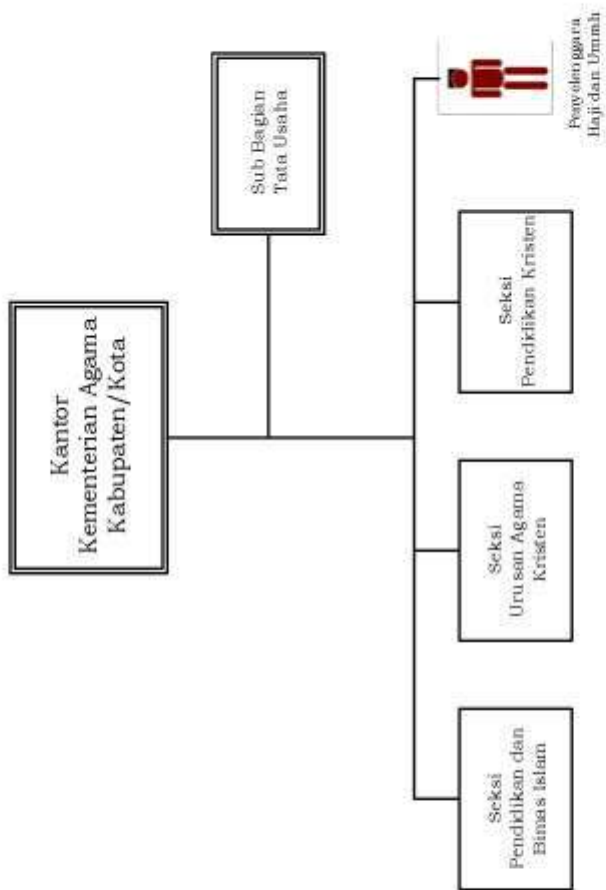 Kantor
Kementerian Agama
Kabupaten/Kota
Sub Bagian
Tata Usaha
Seksi
Pendidikan dan
Bimas Islam
Seksi
Urusan Agama
Kristen
Seksi
Pendidikan Kristen
Penyelenggara
Haji dan Umrah